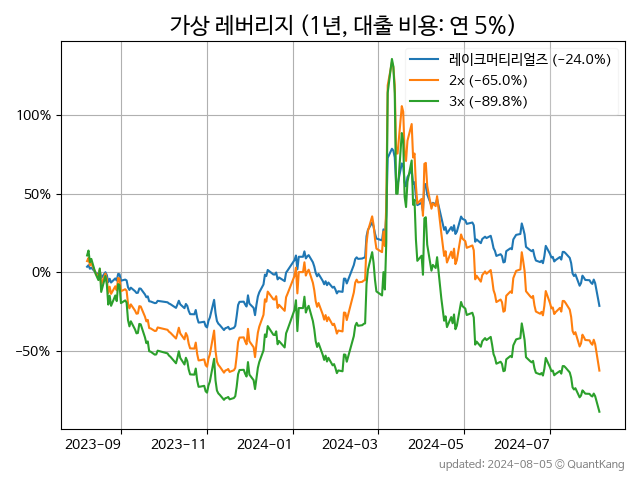 가상 레버리지 (1년, 대출 비용: 연 5%)
레이크머티리얼즈 (−24.0%)
2x (−65.0%)
3x (−89.8%)
100%
50%
0%
−50%
2023-09
2023-11
2024-01
2024-03
2024-05
2024-07
updated: 2024-08-05 © QuantKang